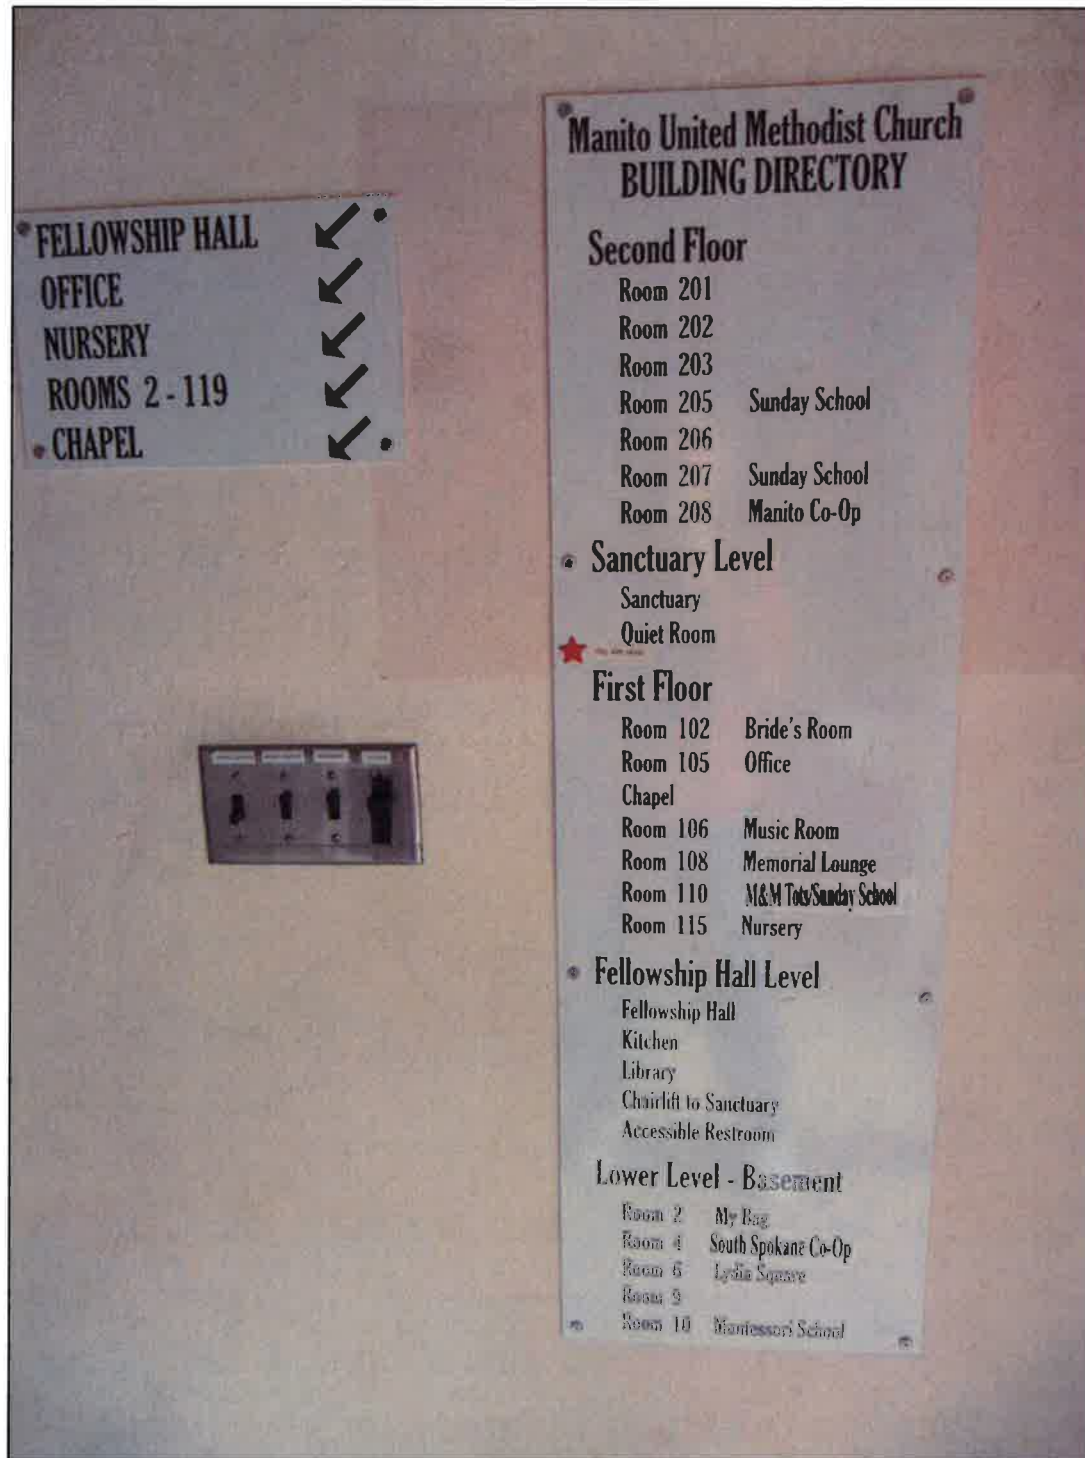 FELLOWSHIP HALL
OFFICE
NURSERY
ROOMS 2 - 119
CHAPEL
Manito United Methodist Church
BUILDING DIRECTORY
Second Floor
Room 201
Room 202
Room 203
Room 205 Sunday School
Room 206
Room 207 Sunday School
Room 208 Manito Co-Op
Sanctuary Level
Sanctuary
Quiet Room
First Floor
Room 102 Bride's Room
Room 105 Office
Chapel
Room 106 Music Room
Room 108 Memorial Lounge
Room 110 M&M Tots/Sunday School
Room 115 Nursery
Fellowship Hall Level
Fellowship Hall
Kitchen
Library
Chairlift to Sanctuary
Accessible Restroom
Lower Level - Basement
Room 2 My Bag
Room 4 South Spokane Co-Op
Room 6 Lydia Square
Room 9
Room 10 Montessori School